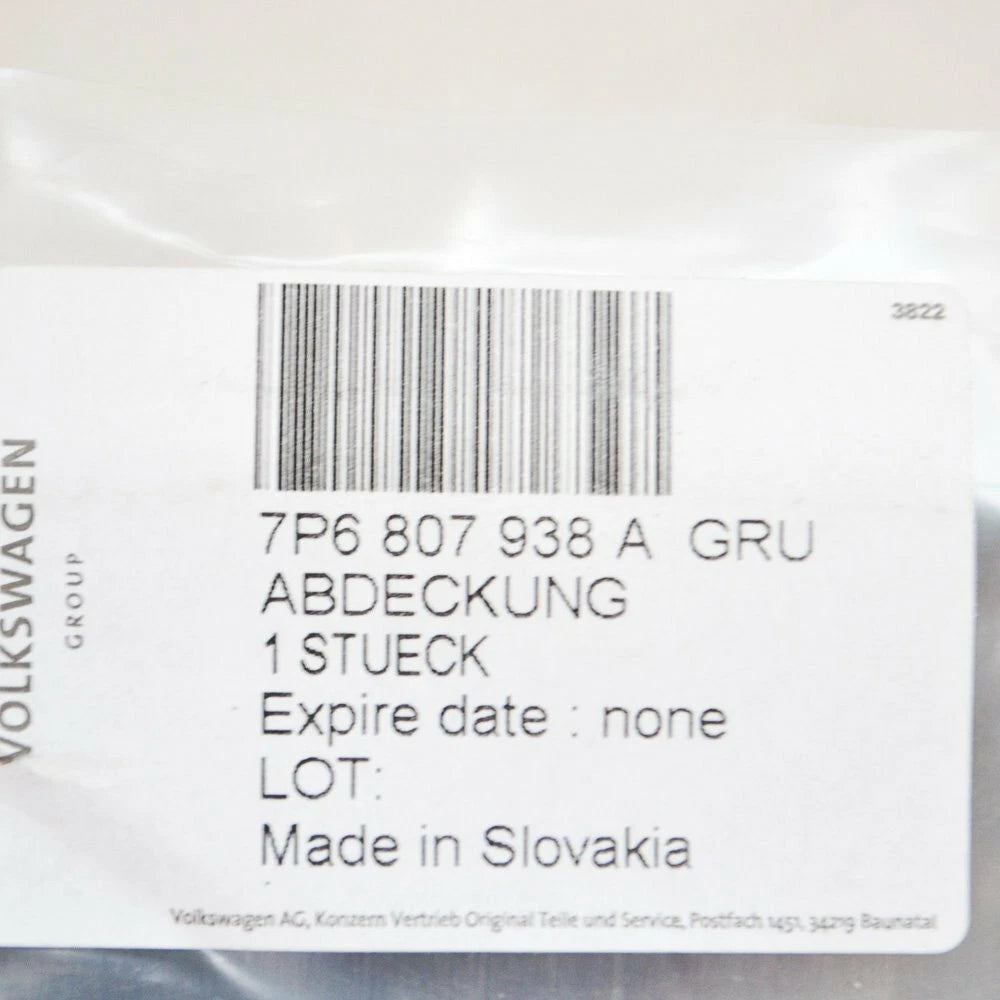 3822
7P6 807 938 A GRU
ABDECKUNG
1 STUECK
Expire date : none
LOT:
Made in Slovakia
Volkswagen AG, Konzern Vertrieb Original Teile und Service, Postfach 1451, 34219 Baunatal
VOLKSWAGEN
GROUP